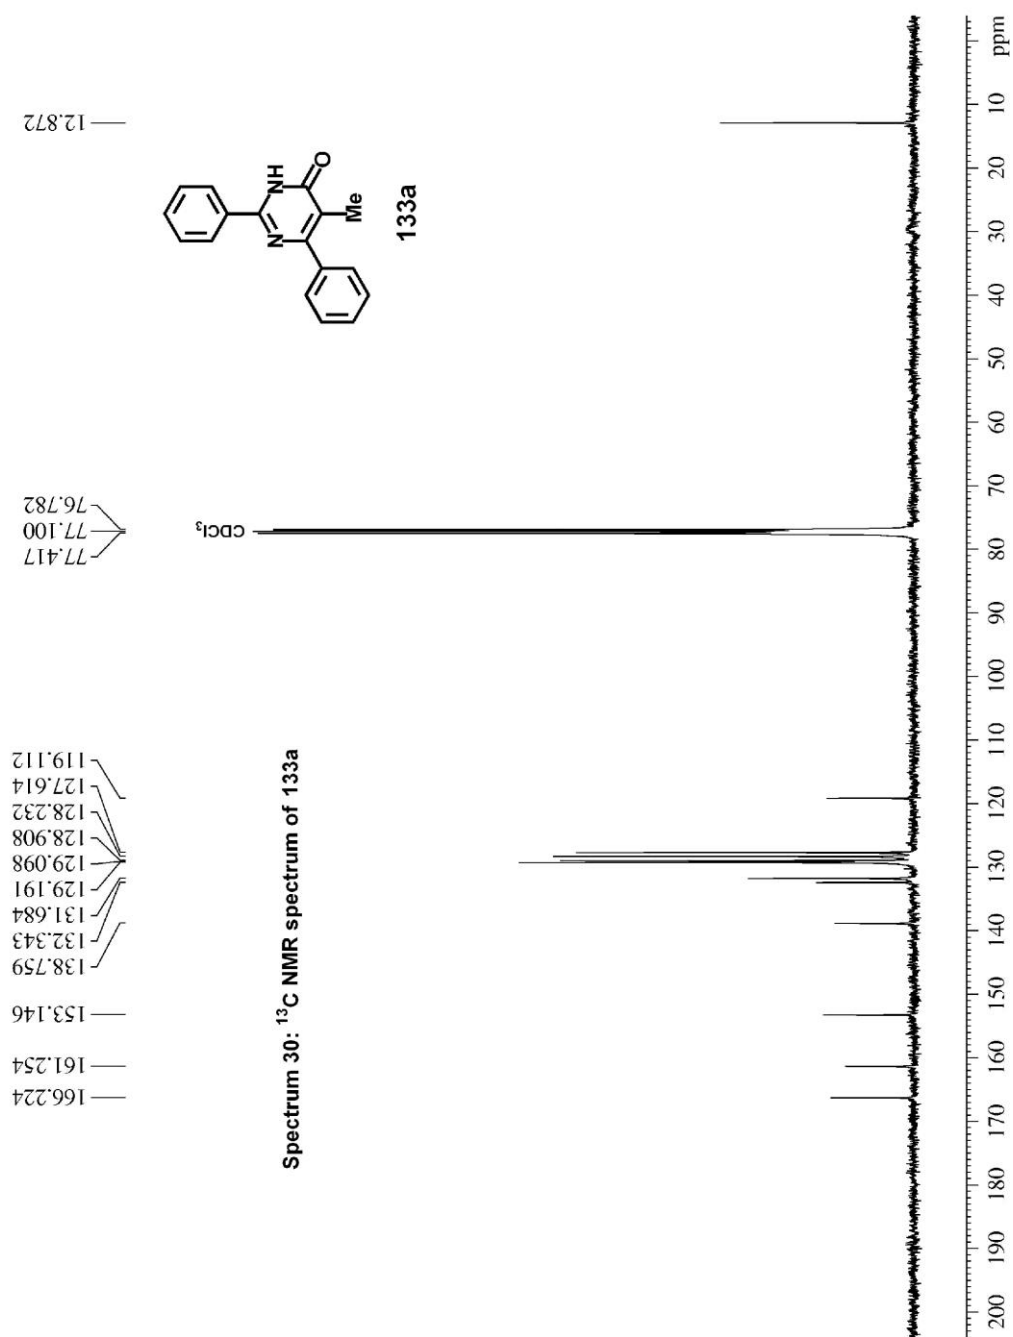 166.224
161.254
153.146
138.759
132.343
131.684
129.191
129.098
128.908
128.232
127.614
119.112
77.417
77.100
76.782
12.872
CDCl₃
NH
N
O
Me
133a
Spectrum 30: ¹³C NMR spectrum of 133a
200 190 180 170 160 150 140 130 120 110 100 90 80 70 60 50 40 30 20 10 ppm